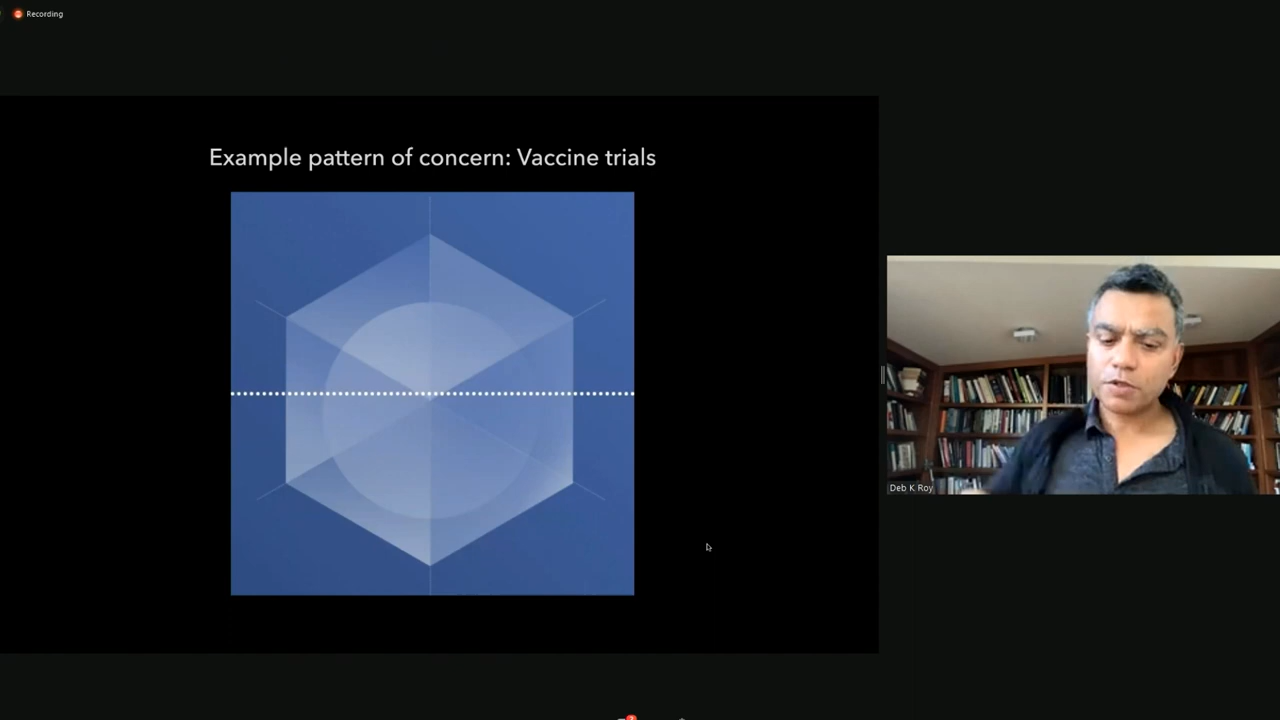 Recording
Example pattern of concern: Vaccine trials
Deb K Roy